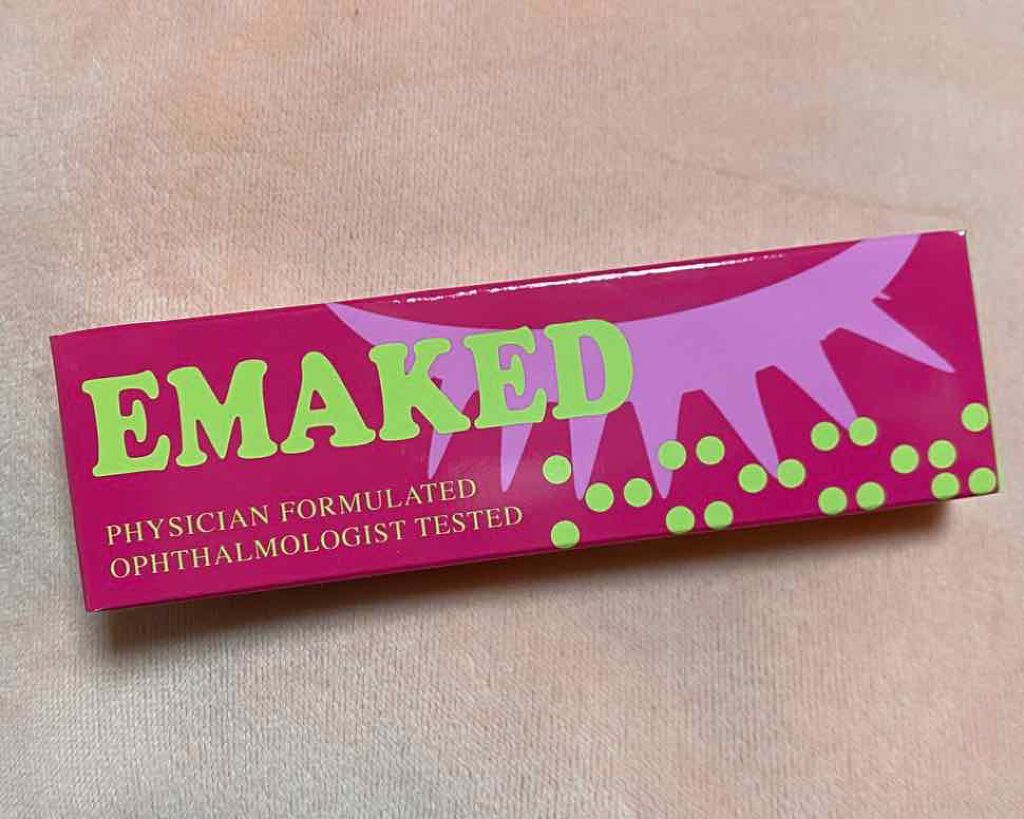 EMAKED
PHYSICIAN FORMULATED
OPHTHALMOLOGIST TESTED